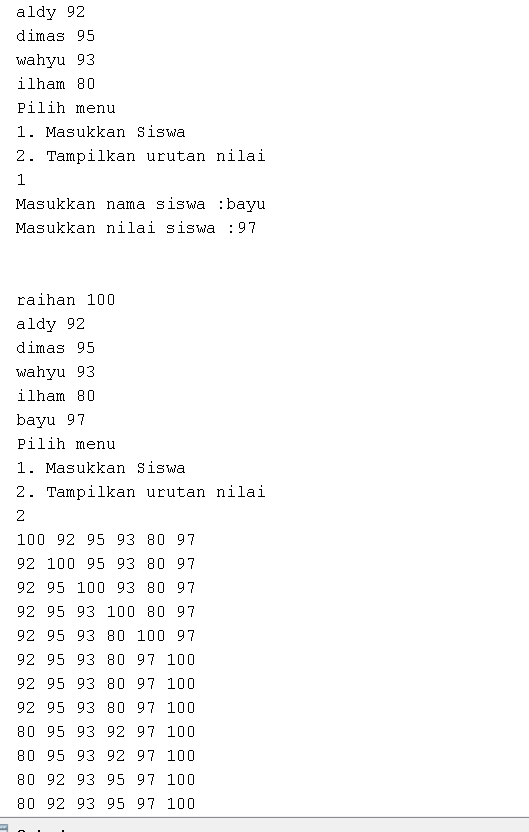 aldy 92
dimas 95
wahyu 93
ilham 80
Pilih menu
1. Masukkan Siswa
2. Tampilkan urutan nilai
1
Masukkan nama siswa :bayu
Masukkan nilai siswa :97
raihan 100
aldy 92
dimas 95
wahyu 93
ilham 80
bayu 97
Pilih menu
1. Masukkan Siswa
2. Tampilkan urutan nilai
2
100 92 95 93 80 97
92 100 95 93 80 97
92 95 100 93 80 97
92 95 93 100 80 97
92 95 93 80 100 97
92 95 93 80 97 100
92 95 93 80 97 100
92 95 93 80 97 100
80 95 93 92 97 100
80 95 93 92 97 100
80 92 93 95 97 100
80 92 93 95 97 100